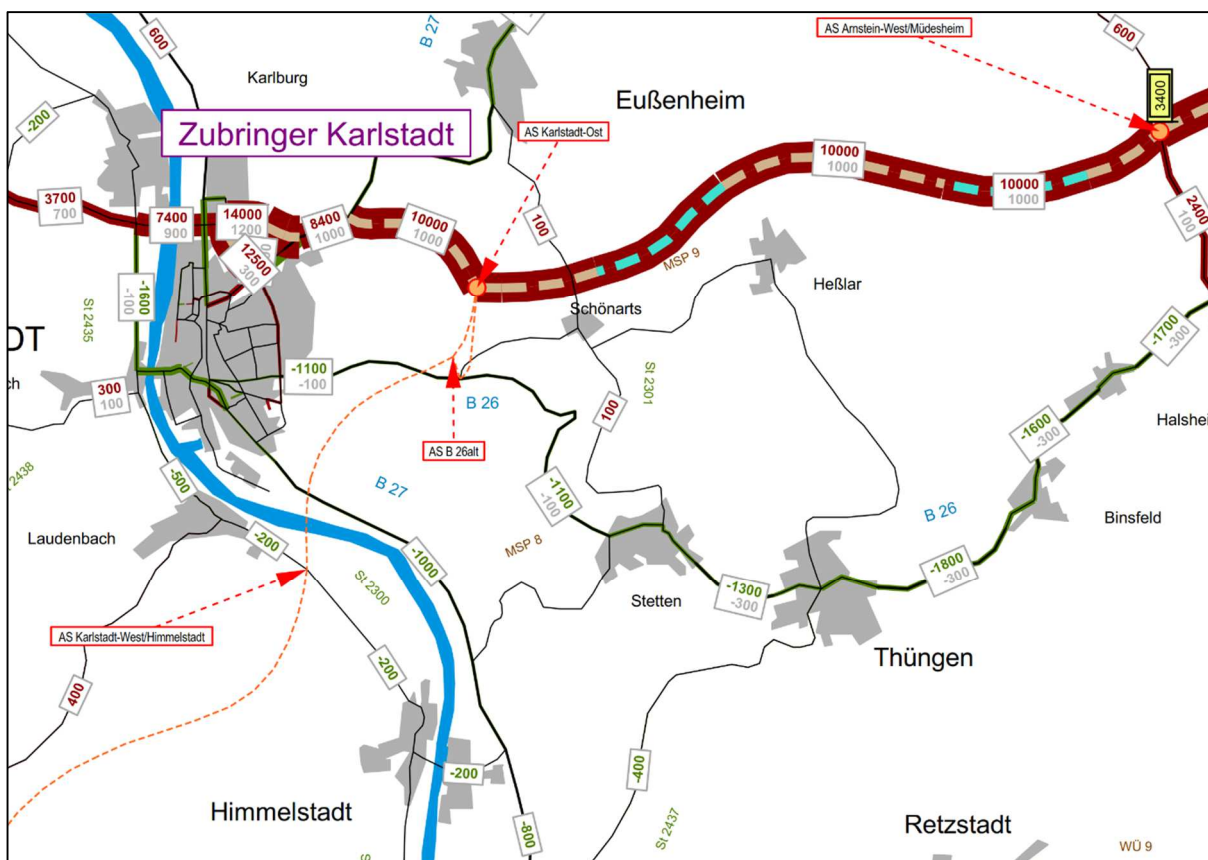 AS Arnstein-West/Müdesheim
600
B 27
600
3400
Karlburg
-200
Eußenheim
AS Karlstadt-Ost
Zubringer Karlstadt
10000
1000
10000
1000
3700
700
7400
900
14000
1200
8400
1000
10000
1000
100
2400
100
12500
300
MSP 9
Heßlar
-1600
-100
St 2435
Schönarts
DT
-1700
-300
ch
300
100
-1100
-100
B 26
St 2301
100
Halshei
AS B 26alt
-1600
-300
-500
t 2438
B 27
-1100
-100
B 26
Binsfeld
Laudenbach
-200
MSP 8
-1000
-1800
-300
St 2300
Stetten
-1300
-300
AS Karlstadt-West/Himmelstadt
-200
Thüngen
400
-200
-400
Himmelstadt
-800
St 2437
Retzstadt
WÜ 9
S